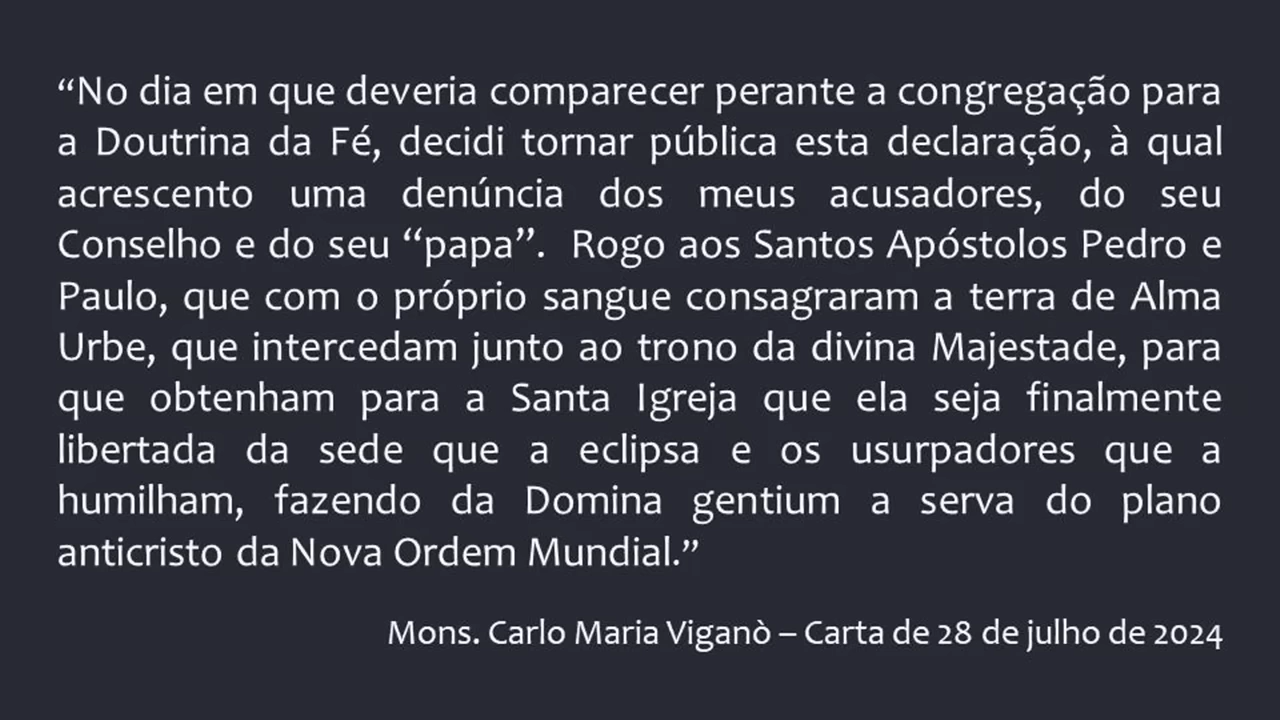 “No dia em que deveria comparecer perante a congregação para
a Doutrina da Fé, decidi tornar pública esta declaração, à qual
acrescento uma denúncia dos meus acusadores, do seu
Conselho e do seu “papa”. Rogo aos Santos Apóstolos Pedro e
Paulo, que com o próprio sangue consagraram a terra de Alma
Urbe, que intercedam junto ao trono da divina Majestade, para
que obtenham para a Santa Igreja que ela seja finalmente
libertada da sede que a eclipsa e os usurpadores que a
humilham, fazendo da Domina gentium a serva do plano
anticristo da Nova Ordem Mundial.”
Mons. Carlo Maria Viganò – Carta de 28 de julho de 2024